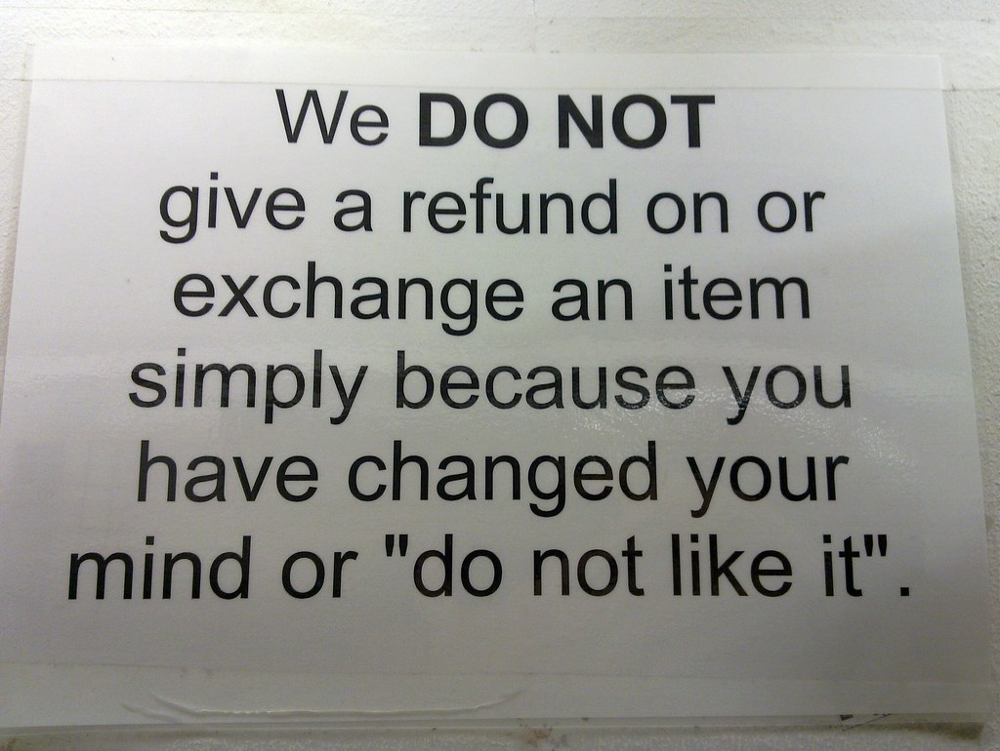 We DO NOT
give a refund on or
exchange an item
simply because you
have changed your
mind or "do not like it".